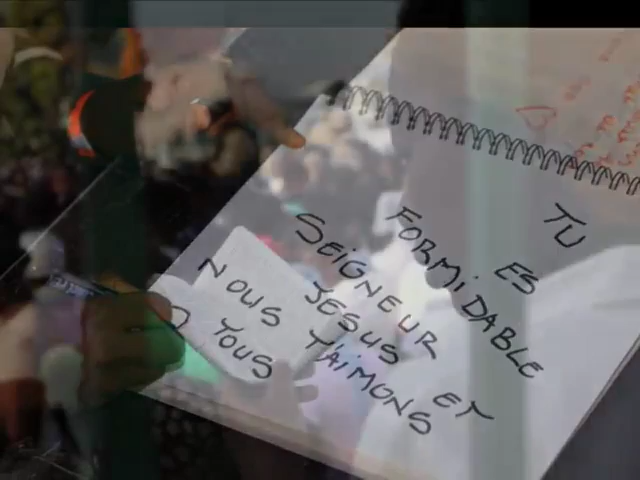 TU
ES
FORMIDABLE
SEIGNEUR
JESUS ET
NOUS T'AIMONS
TOUS